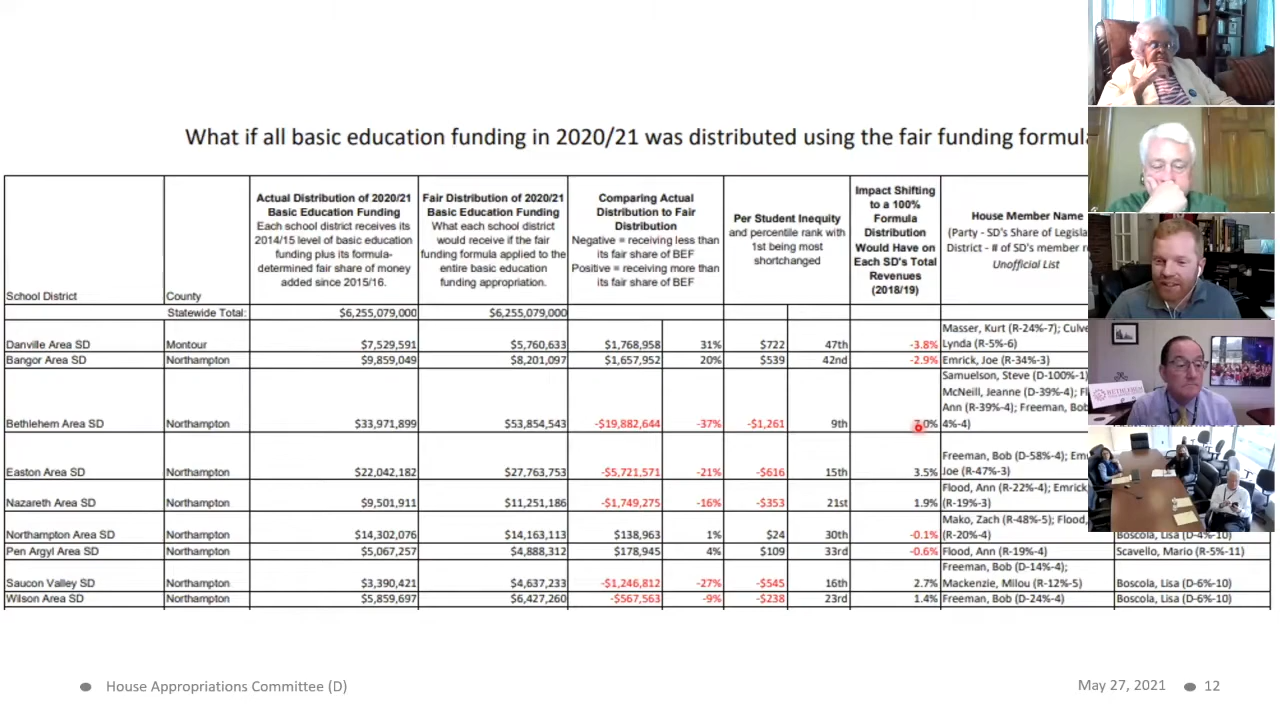 What if all basic education funding in 2020/21 was distributed using the fair funding formula
School District
County
Actual Distribution of 2020/21
Basic Education Funding
Each school district receives its
2014/15 level of basic education
funding plus its formula-
determined fair share of money
added since 2015/16.
Fair Distribution of 2020/21
Basic Education Funding
What each school district
would receive if the fair
funding formula applied to the
entire basic education
funding appropriation.
Comparing Actual
Distribution to Fair
Distribution
Negative = receiving less than
its fair share of BEF
Positive = receiving more than
its fair share of BEF
Per Student Inequity
and percentile rank with
1st being most
shortchanged
Impact Shifting
to a 100%
Formula
Distribution
Would Have on
Each SD's Total
Revenues
(2018/19)
House Member Name
(Party - SD's Share of Legisla
District - # of SD's member r
Unofficial List
Statewide Total: $6,255,079,000 $6,255,079,000
Masser, Kurt (R-24%-7); Culve
Danville Area SD Montour $7,529,591 $5,760,633 $1,768,958 31% $722 47th -3.8% Lynda (R-5%-6)
Bangor Area SD Northampton $9,859,049 $8,201,097 $1,657,952 20% $539 42nd -2.9% Emrick, Joe (R-34%-3)
Samuelson, Steve (D-100%-1)
McNeill, Jeanne (D-39%-4); Fl
Ann (R-39%-4); Freeman, Bob
Bethlehem Area SD Northampton $33,971,899 $53,854,543 -$19,882,644 -37% -$1,261 9th 7.0% 4%-4)
Freeman, Bob (D-58%-4); Em
Easton Area SD Northampton $22,042,182 $27,763,753 -$5,721,571 -21% -$616 15th 3.5% Joe (R-47%-3)
Flood, Ann (R-22%-4); Emrick
Nazareth Area SD Northampton $9,501,911 $11,251,186 -$1,749,275 -16% -$353 21st 1.9% (R-19%-3)
Mako, Zach (R-48%-5); Flood,
Northampton Area SD Northampton $14,302,076 $14,163,113 $138,963 1% $24 30th -0.1% (R-20%-4) Boscola, Lisa (D-4%-10)
Pen Argyl Area SD Northampton $5,067,257 $4,888,312 $178,945 4% $109 33rd -0.6% Flood, Ann (R-19%-4) Scavello, Mario (R-5%-11)
Freeman, Bob (D-14%-4);
Saucon Valley SD Northampton $3,390,421 $4,637,233 -$1,246,812 -27% -$545 16th 2.7% Mackenzie, Milou (R-12%-5) Boscola, Lisa (D-6%-10)
Wilson Area SD Northampton $5,859,697 $6,427,260 -$567,563 -9% -$238 23rd 1.4% Freeman, Bob (D-24%-4) Boscola, Lisa (D-6%-10)
BETHLEHEM
House Appropriations Committee (D)
May 27, 2021 12